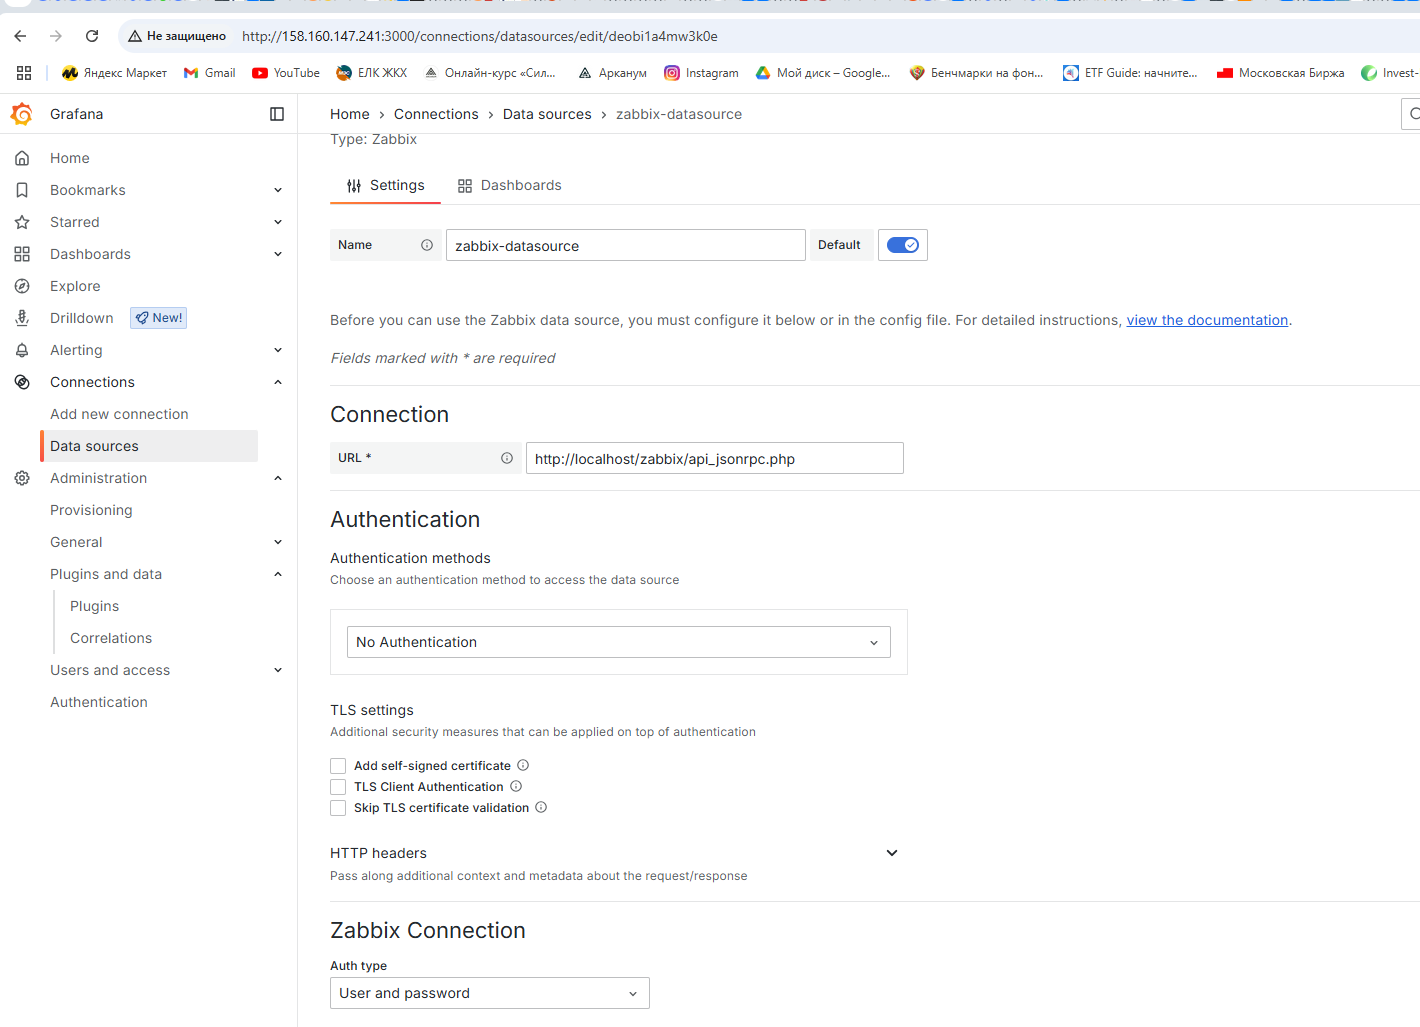 Не защищено http://158.160.147.241:3000/connections/datasources/edit/deobi1a4mw3k0e
Яндекс Маркет Gmail YouTube ЕЛК ЖКХ Онлайн-курс «Сил... Арканум Instagram Мой диск – Google... Бенчмарки на фон... ETF Guide: начните... Московская Биржа Invest-
Grafana
Home › Connections › Data sources › zabbix-datasource
Type: Zabbix
Home
Bookmarks
Starred
Dashboards
Explore
Drilldown New!
Alerting
Connections
Add new connection
Data sources
Administration
Provisioning
General
Plugins and data
Plugins
Correlations
Users and access
Authentication
Settings Dashboards
Name zabbix-datasource Default
Before you can use the Zabbix data source, you must configure it below or in the config file. For detailed instructions, view the documentation.
Fields marked with * are required
Connection
URL * http://localhost/zabbix/api_jsonrpc.php
Authentication
Authentication methods
Choose an authentication method to access the data source
No Authentication
TLS settings
Additional security measures that can be applied on top of authentication
Add self-signed certificate
TLS Client Authentication
Skip TLS certificate validation
HTTP headers
Pass along additional context and metadata about the request/response
Zabbix Connection
Auth type
User and password